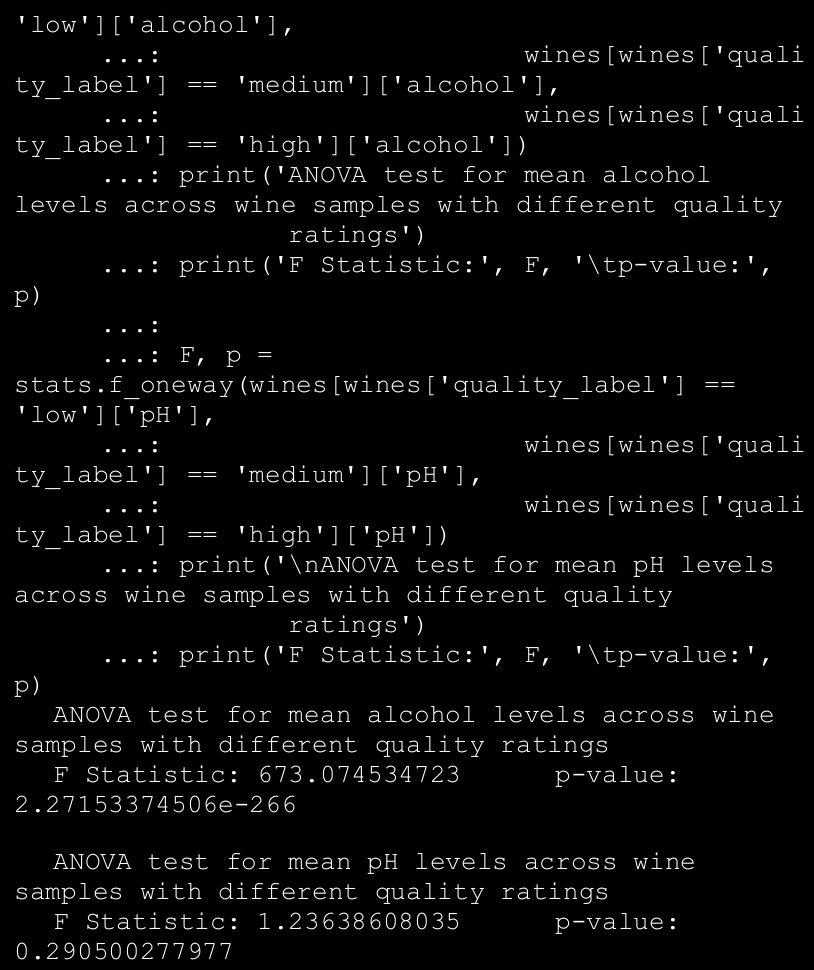 'low']['alcohol'],
...: wines[wines['quali
ty_label'] == 'medium']['alcohol'],
...: wines[wines['quali
ty_label'] == 'high']['alcohol'])
...: print('ANOVA test for mean alcohol
levels across wine samples with different quality
ratings')
...: print('F Statistic:', F, '\tp-value:',
p)
...:
...: F, p =
stats.f_oneway(wines[wines['quality_label'] ==
'low']['pH'],
...: wines[wines['quali
ty_label'] == 'medium']['pH'],
...: wines[wines['quali
ty_label'] == 'high']['pH'])
...: print('\nANOVA test for mean pH levels
across wine samples with different quality
ratings')
...: print('F Statistic:', F, '\tp-value:',
p)
ANOVA test for mean alcohol levels across wine
samples with different quality ratings
F Statistic: 673.074534723 p-value:
2.27153374506e-266
ANOVA test for mean pH levels across wine
samples with different quality ratings
F Statistic: 1.23638608035 p-value:
0.290500277977